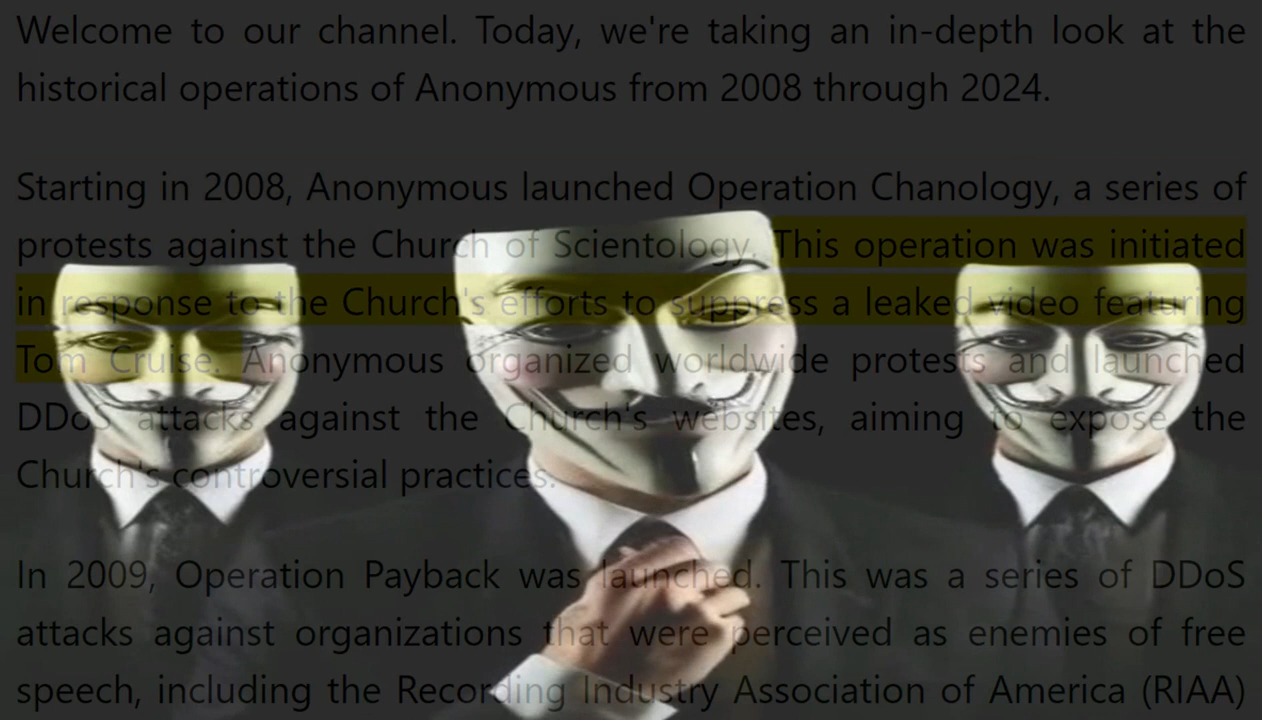 Welcome to our channel. Today, we're taking an in-depth look at the
historical operations of Anonymous from 2008 through 2024.
Starting in 2008, Anonymous launched Operation Chanology, a series of
protests against the Church of Scientology. This operation was initiated
in response to the Church's efforts to suppress a leaked video featuring
Tom Cruise. Anonymous organized worldwide protests and launched
DDoS attacks against the Church's websites, aiming to expose the
Church's controversial practices.
In 2009, Operation Payback was launched. This was a series of DDoS
attacks against organizations that were perceived as enemies of free
speech, including the Recording Industry Association of America (RIAA)